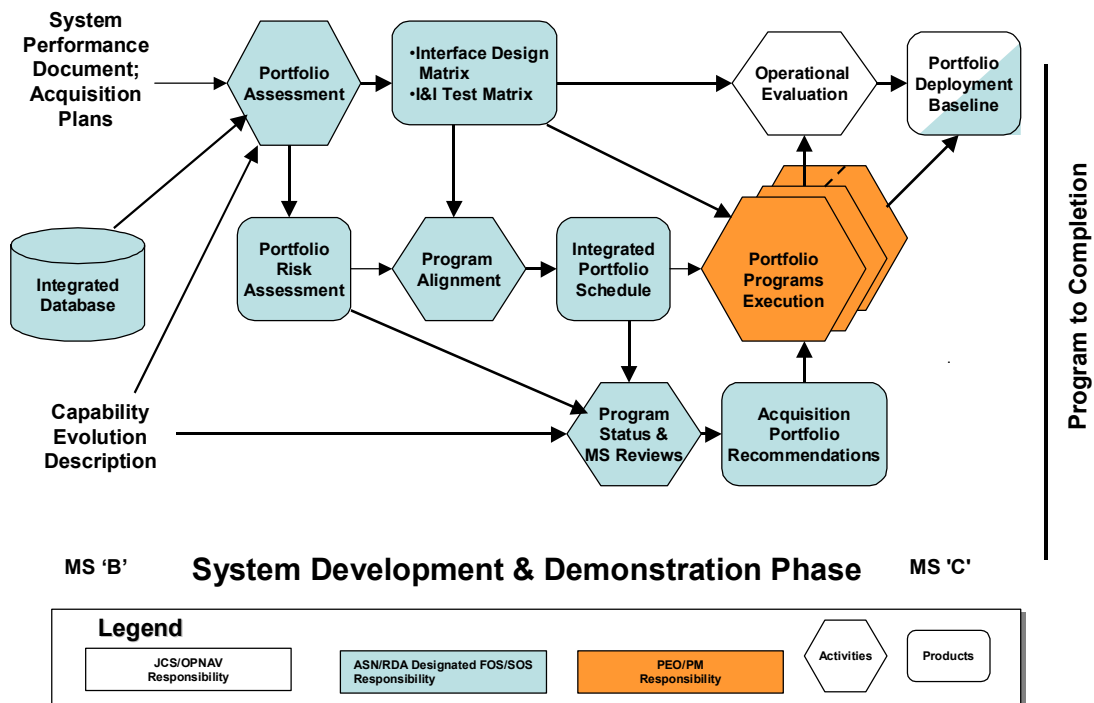 System
Performance
Document;
Acquisition
Plans
Portfolio
Assessment
•Interface Design
Matrix
•I&I Test Matrix
Operational
Evaluation
Portfolio
Deployment
Baseline
Integrated
Database
Portfolio
Risk
Assessment
Program
Alignment
Integrated
Portfolio
Schedule
Portfolio
Programs
Execution
Capability
Evolution
Description
Program
Status &
MS Reviews
Acquisition
Portfolio
Recommendations
Program to Completion
MS ‘B’
System Development & Demonstration Phase
MS 'C'
Legend
JCS/OPNAV
Responsibility
ASN/RDA Designated FOS/SOS
Responsibility
PEO/PM
Responsibility
Activities
Products